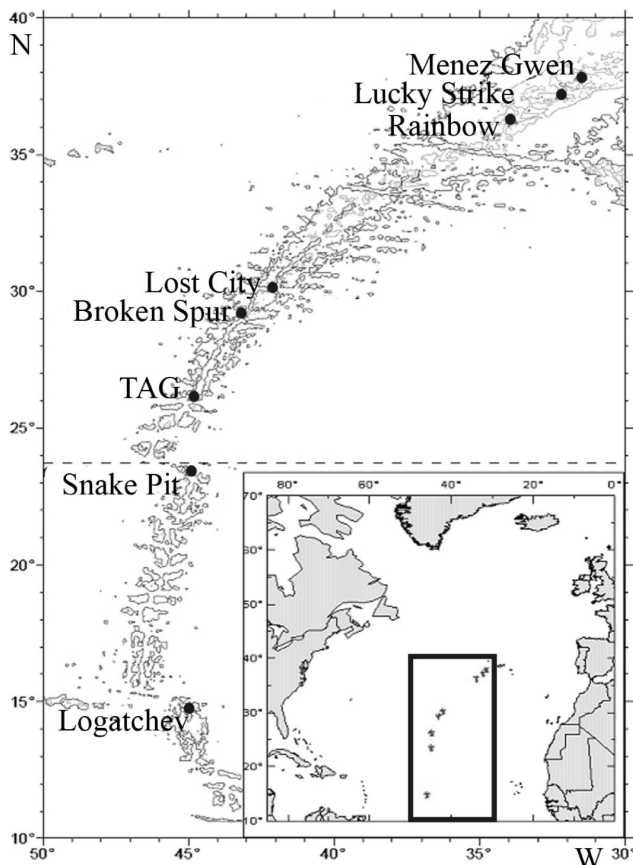 40°
N
Menez Gwen
Lucky Strike
Rainbow
35°
Lost City
30°
Broken Spur
TAG
25°
Snake Pit
80° 60° 40° 20° 0°
70°
60°
20°
50°
40°
30°
15°
Logatchev
20°
10°
10°
50° 45° 40° 35° W 30°